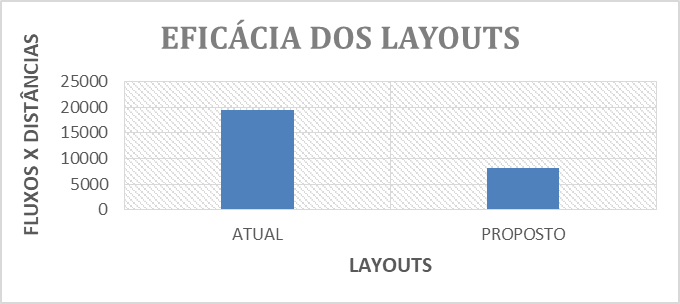 EFICÁCIA DOS LAYOUTS
FLUXOS X DISTÂNCIAS
25000
20000
15000
10000
5000
0
ATUAL
PROPOSTO
LAYOUTS